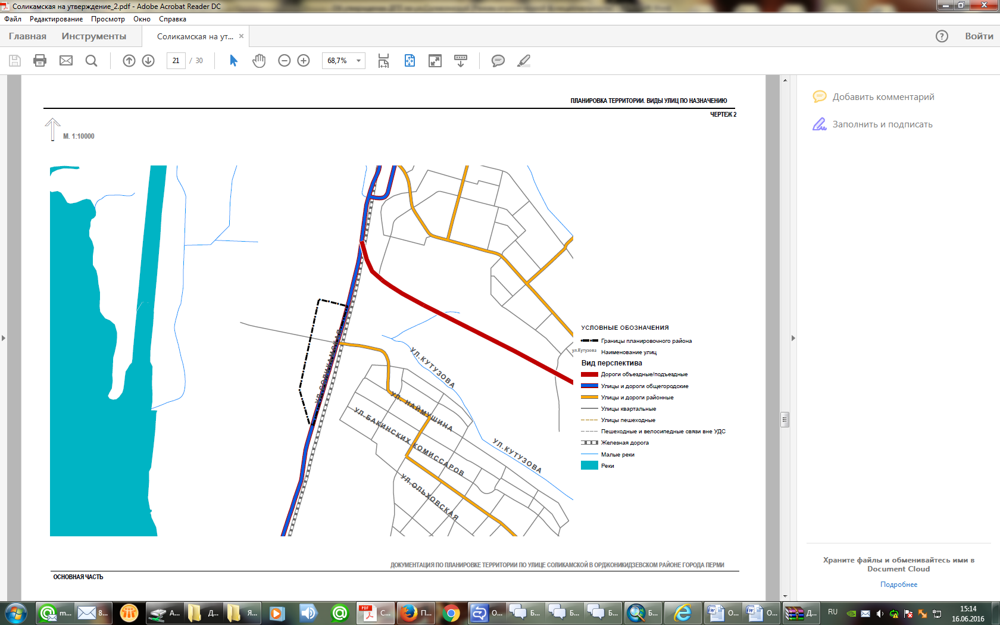 Соликамская на утверждение_2.pdf - Adobe Acrobat Reader DC
Файл Редактирование Просмотр Окно Справка
Главная Инструменты Соликамская на ут... × Войти
21 / 30 68,7%
ПЛАНИРОВКА ТЕРРИТОРИИ. ВИДЫ УЛИЦ ПО НАЗНАЧЕНИЮ
ЧЕРТЕЖ 2
М. 1:10000
УЛ.СОЛИКАМСКАЯ
УЛ.КУТУЗОВА
УЛ. НАЙМУШИНА
УЛ.БАКИНСКИХ КОМИССАРОВ
УЛ.КУТУЗОВА
УЛ.ОЛЬХОВСКАЯ
УСЛОВНЫЕ ОБОЗНАЧЕНИЯ
Границы планировочного района
ул.Кутузова Наименование улиц
Вид перспектива
Дороги объездные/подъездные
Улицы и дороги общегородские
Улицы и дороги районные
Улицы квартальные
Улицы пешеходные
Пешеходные и велосипедные связи вне УДС
Железная дорога
Малые реки
Реки
ДОКУМЕНТАЦИЯ ПО ПЛАНИРОВКЕ ТЕРРИТОРИИ ПО УЛИЦЕ СОЛИКАМСКОЙ В ОРДЖОНИКИДЗЕВСКОМ РАЙОНЕ ГОРОДА ПЕРМИ
ОСНОВНАЯ ЧАСТЬ
Добавить комментарий
Заполнить и подписать
Храните файлы и обменивайтесь ими в
Document Cloud
Подробнее
m... 8... А... Д... Я... С... П... О... Б... Б... Б... Б... О... О... Д... RU 15:14
16.06.2016